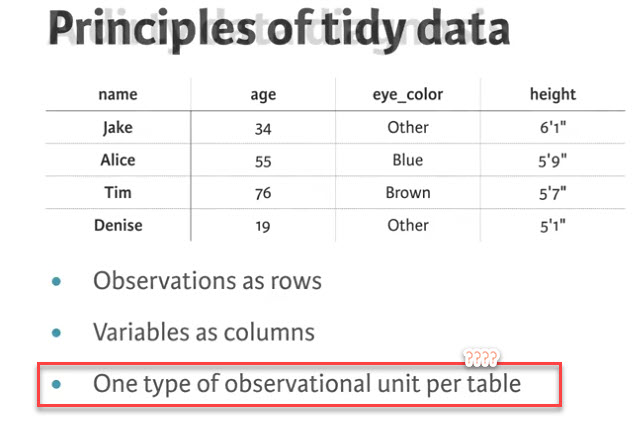 Principles of tidy data
name age eye_color height
Jake 34 Other 6'1"
Alice 55 Blue 5'9"
Tim 76 Brown 5'7"
Denise 19 Other 5'1"
• Observations as rows
• Variables as columns
????
• One type of observational unit per table